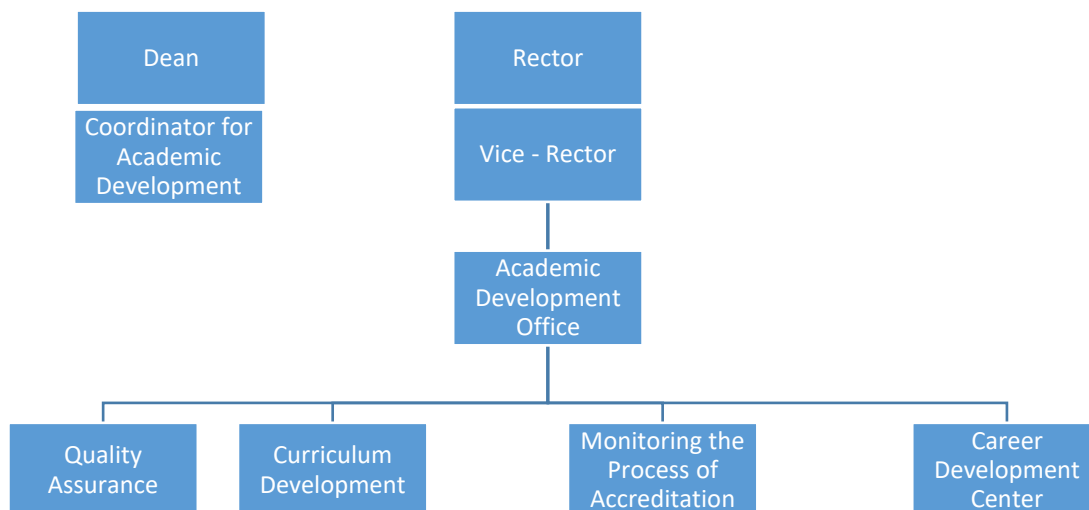 Dean
Rector
Coordinator for
Academic
Development
Vice - Rector
Academic
Development
Office
Quality
Assurance
Curriculum
Development
Monitoring the
Process of
Accreditation
Career
Development
Center